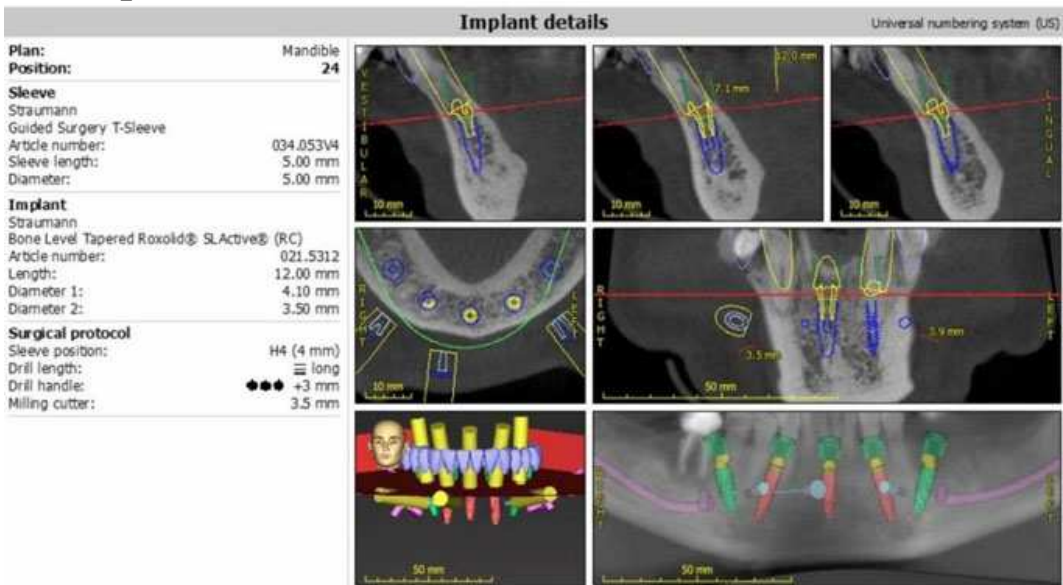 Implant details
Universal numbering system (US)
Plan: Mandible
Position: 24
Sleeve
Straumann
Guided Surgery T-Sleeve
Article number: 034.053V4
Sleeve length: 5.00 mm
Diameter: 5.00 mm
Implant
Straumann
Bone Level Tapered Roxolid® SLActive® (RC)
Article number: 021.5312
Length: 12.00 mm
Diameter 1: 4.10 mm
Diameter 2: 3.50 mm
Surgical protocol
Sleeve position: H4 (4 mm)
Drill length: long
Drill handle: +3 mm
Milling cutter: 3.5 mm
VESTIBULAR
10 mm
7.1 mm
12.0 mm
10 mm
LINGUAL
10 mm
RIGHT
LEFT
10 mm
RIGHT
LEFT
3.5 mm
3.9 mm
50 mm
50 mm
50 mm